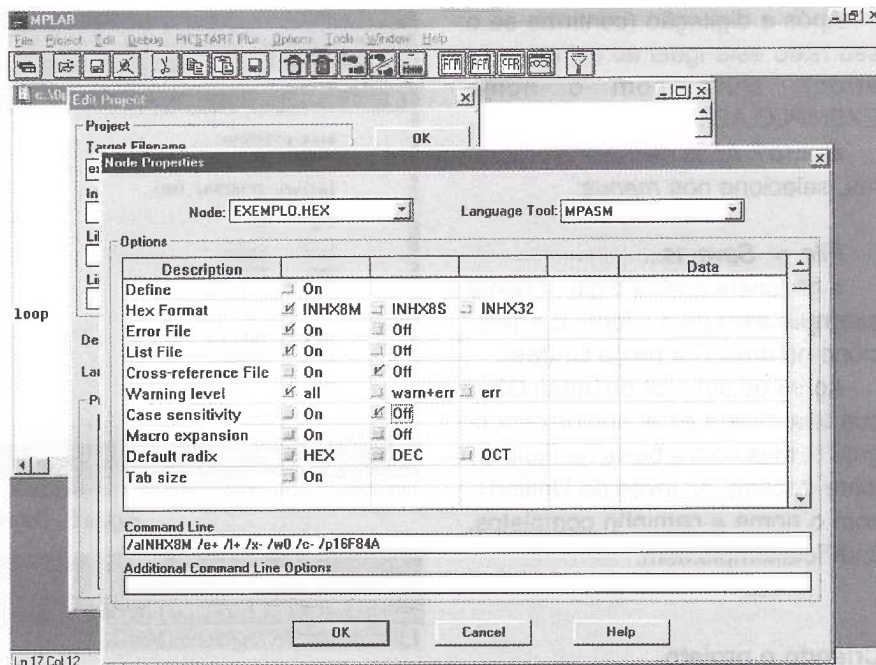 MPLAB
File Project Edit Debug PICSTART Plus Options Tools Window Help
Edit Project
Project
Target Filename
OK
Node Properties
Node: EXEMPLO.HEX Language Tool: MPASM
Options
Description Data
Define On
Hex Format INHX8M INHX8S INHX32
Error File On Off
List File On Off
Cross-reference File On Off
Warning level all warn+err err
Case sensitivity On Off
Macro expansion On Off
Default radix HEX DEC OCT
Tab size On
loop
Command Line
/aINHX8M /e+ /l+ /x- /w0 /c- /p16F84A
Additional Command Line Options
OK Cancel Help
Ln 17 Col 12